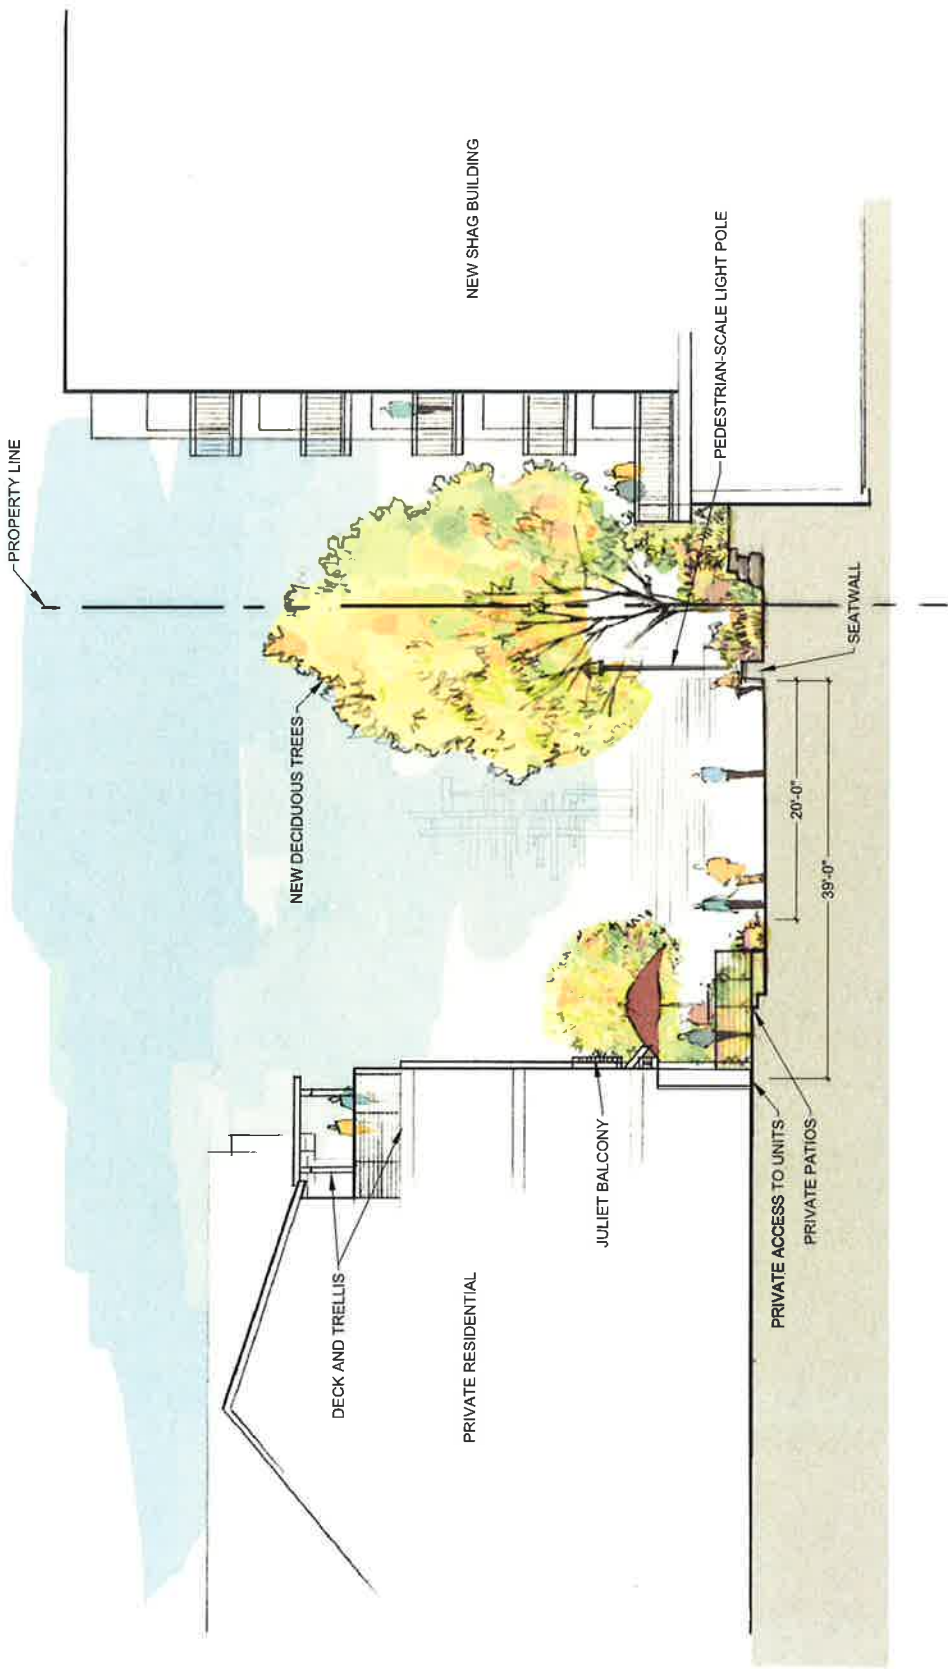 PROPERTY LINE
NEW DECIDUOUS TREES
NEW SHAG BUILDING
DECK AND TRELLIS
PRIVATE RESIDENTIAL
JULIET BALCONY
PEDESTRIAN-SCALE LIGHT POLE
20'-0"
39'-0"
SEATWALL
PRIVATE ACCESS TO UNITS
PRIVATE PATIOS